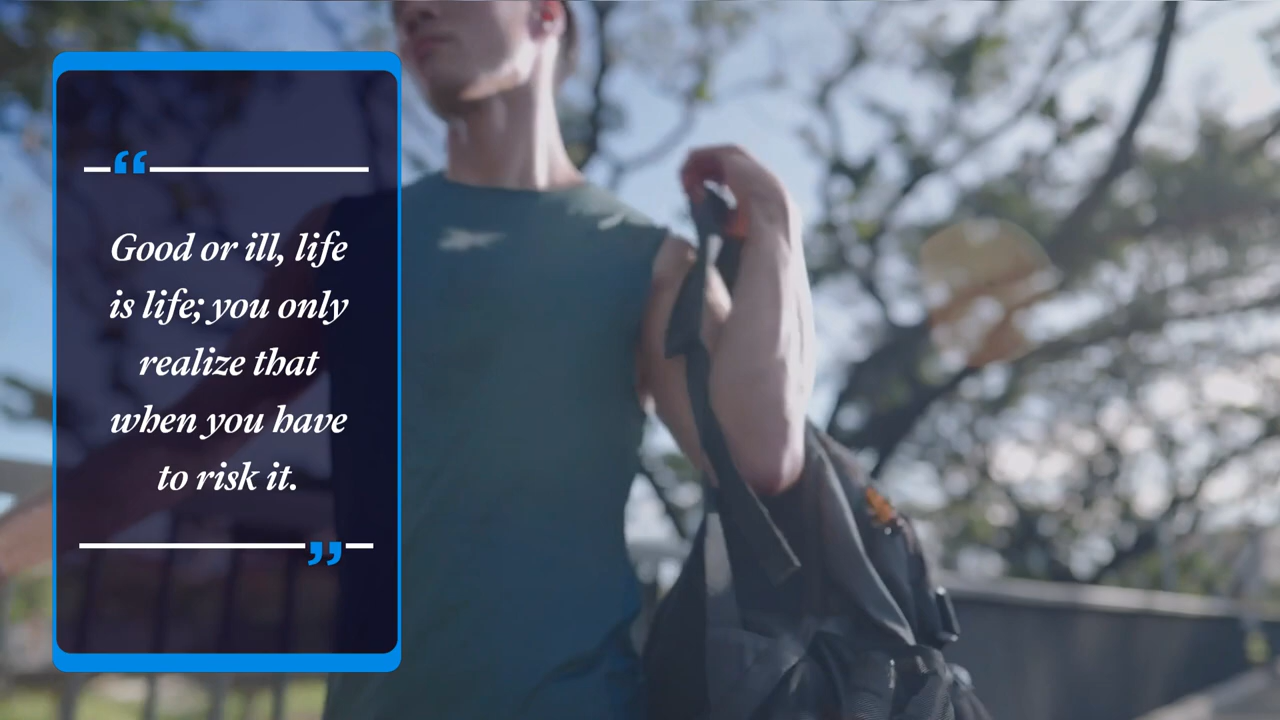 “
Good or ill, life
is life; you only
realize that
when you have
to risk it.
”